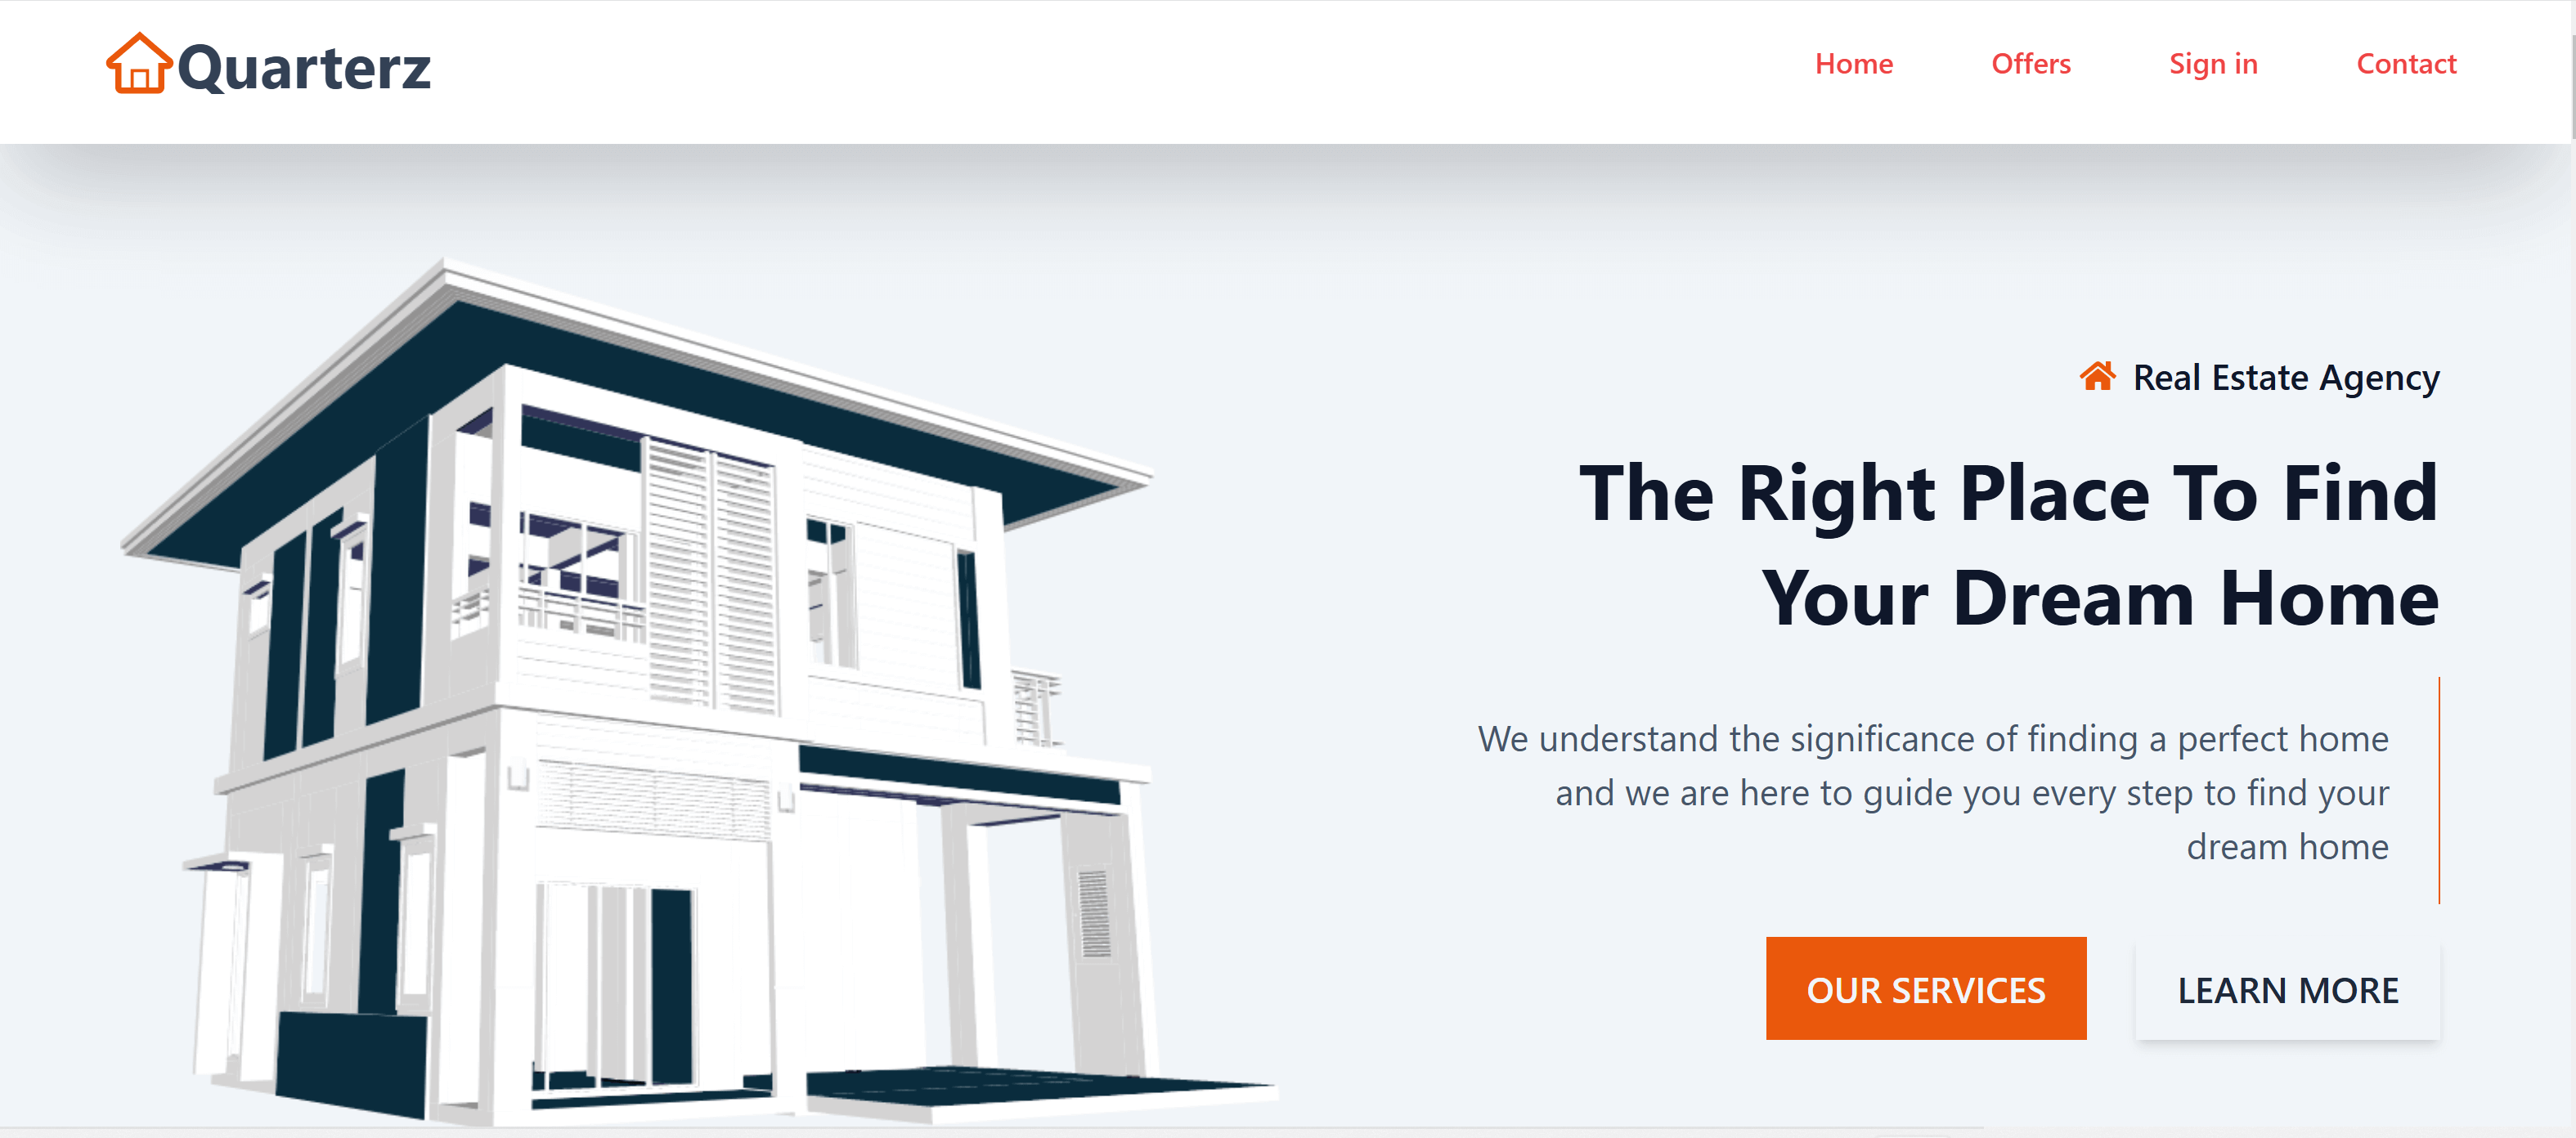 Quarterz
Home
Offers
Sign in
Contact
Real Estate Agency
The Right Place To Find
Your Dream Home
We understand the significance of finding a perfect home
and we are here to guide you every step to find your
dream home
OUR SERVICES
LEARN MORE